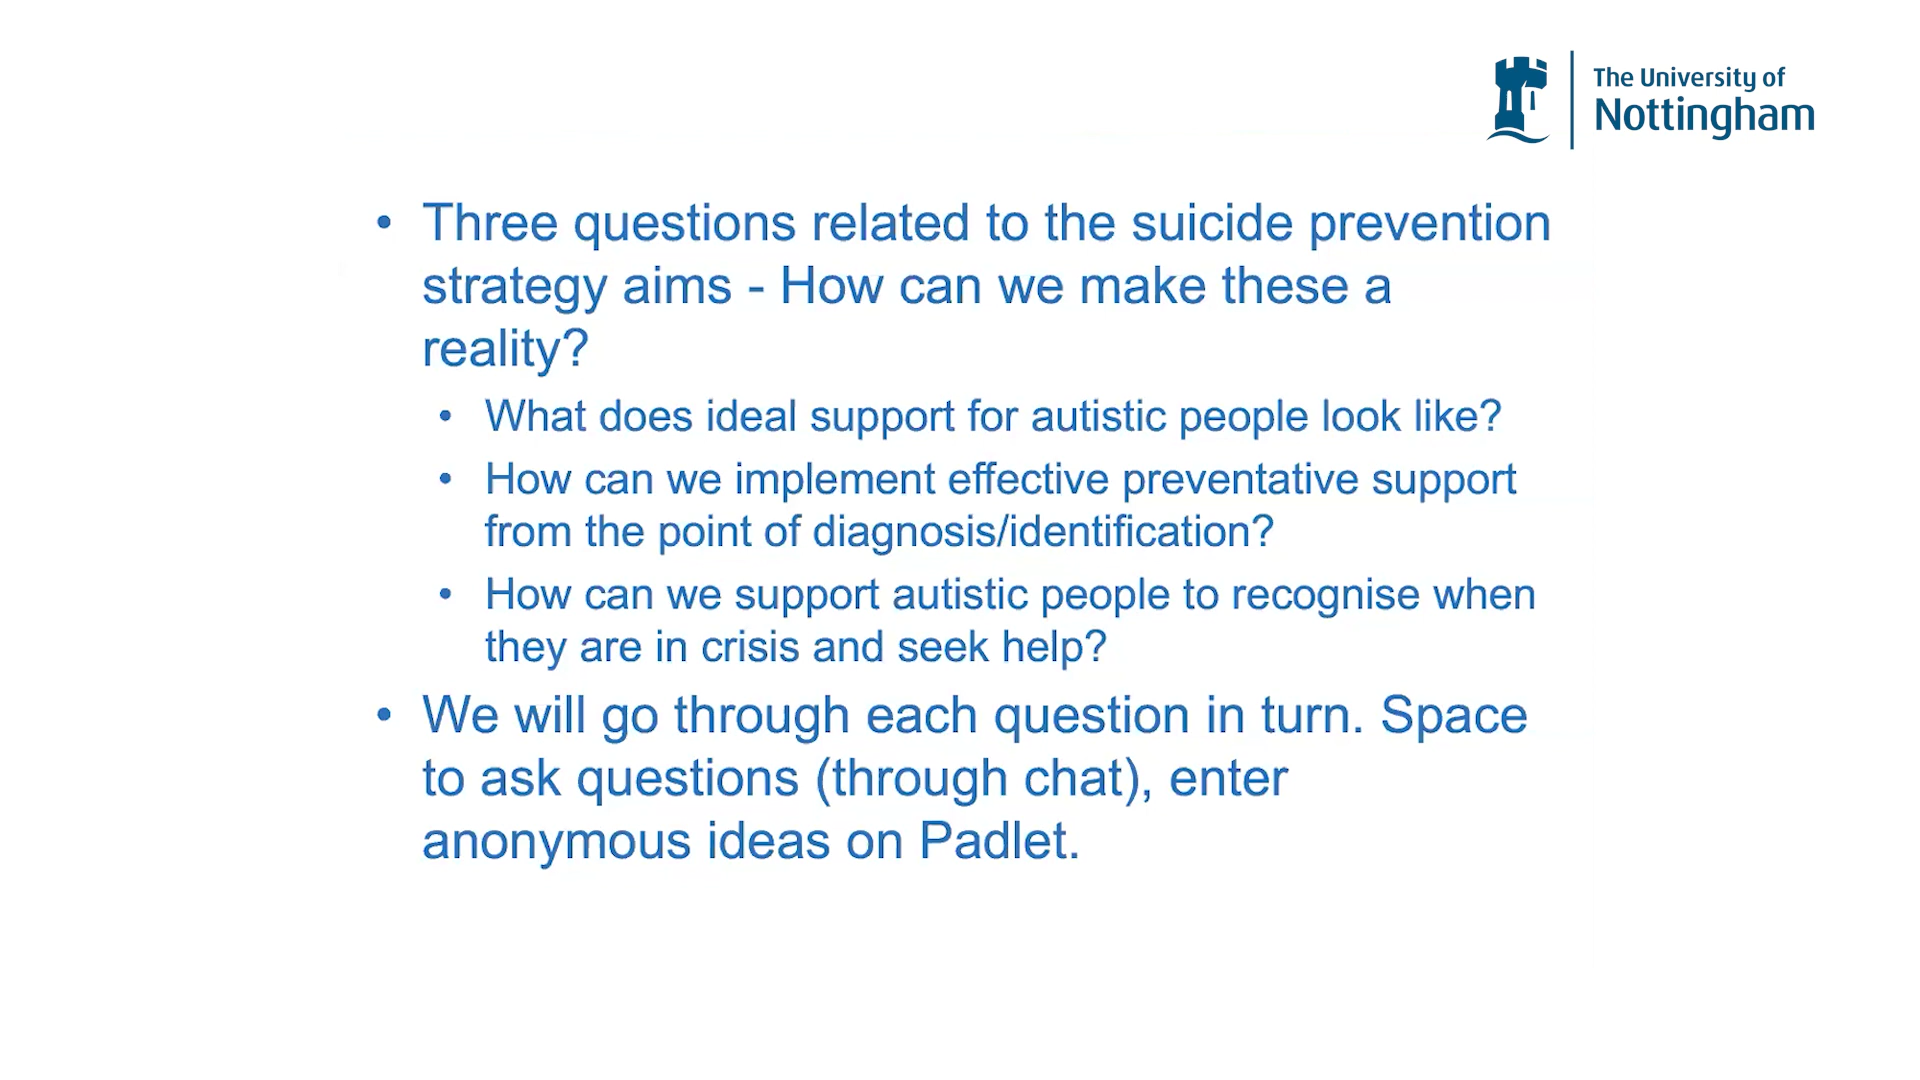 The University of
Nottingham
• Three questions related to the suicide prevention
strategy aims - How can we make these a
reality?
• What does ideal support for autistic people look like?
• How can we implement effective preventative support
from the point of diagnosis/identification?
• How can we support autistic people to recognise when
they are in crisis and seek help?
• We will go through each question in turn. Space
to ask questions (through chat), enter
anonymous ideas on Padlet.